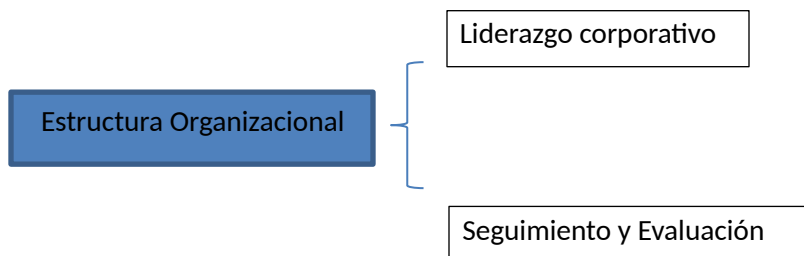 Liderazgo corporativo
Estructura Organizacional
Seguimiento y Evaluación